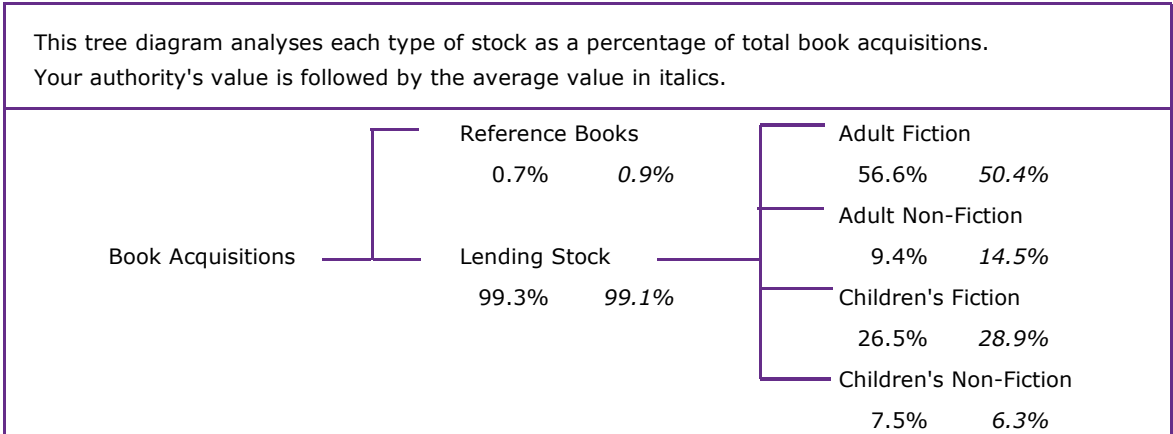 This tree diagram analyses each type of stock as a percentage of total book acquisitions.
Your authority's value is followed by the average value in italics.
Reference Books
0.7% 0.9%
Book Acquisitions
Lending Stock
99.3% 99.1%
Adult Fiction
56.6% 50.4%
Adult Non-Fiction
9.4% 14.5%
Children's Fiction
26.5% 28.9%
Children's Non-Fiction
7.5% 6.3%